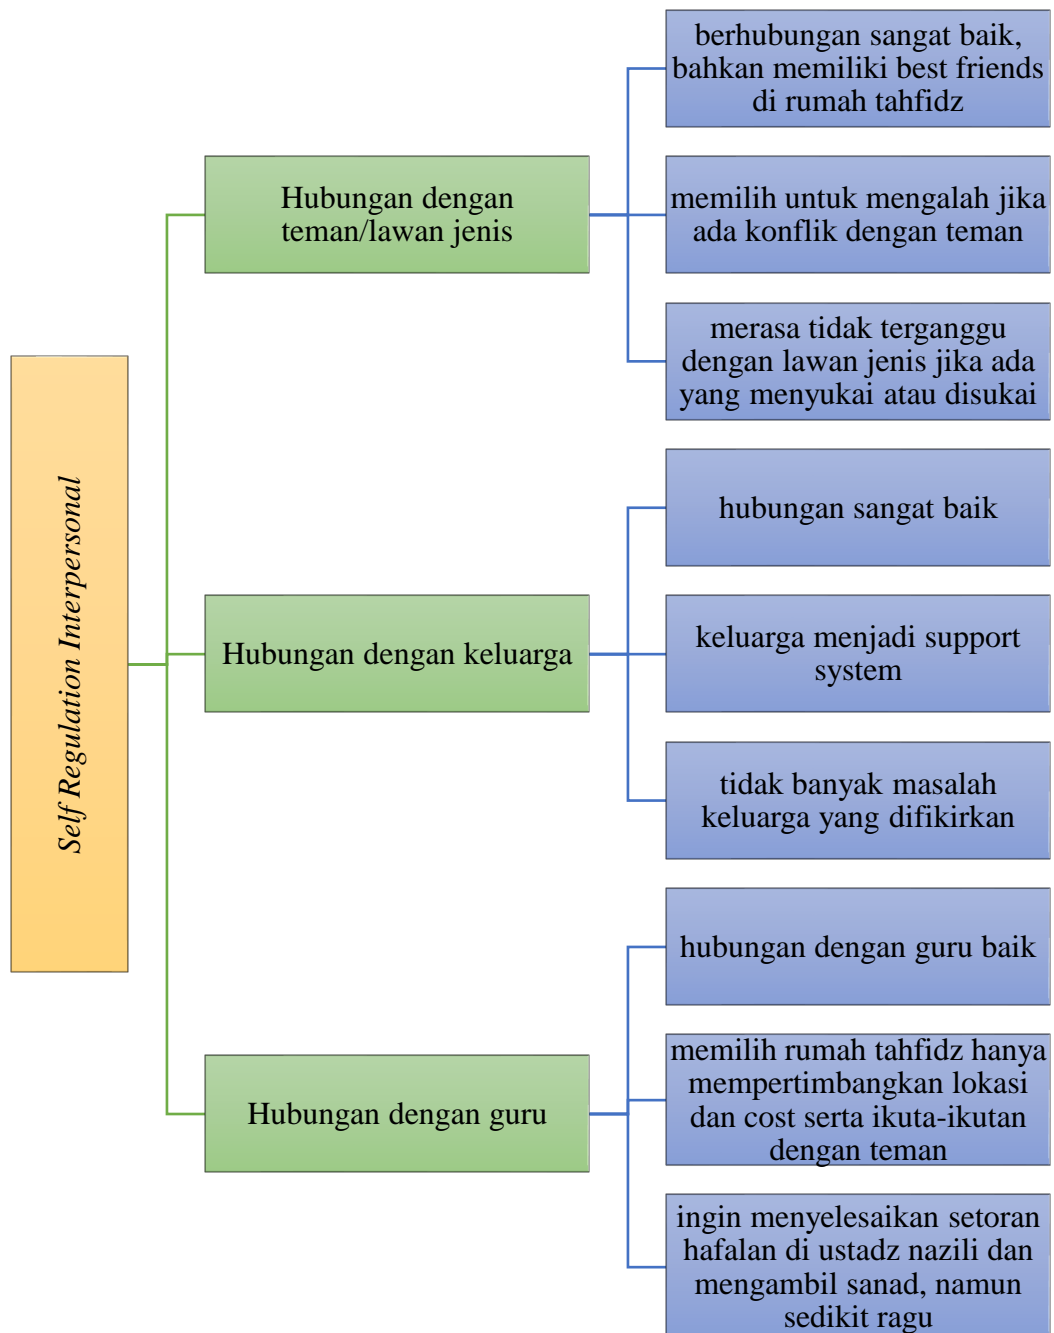 Self Regulation Interpersonal
Hubungan dengan
teman/lawan jenis
berhubungan sangat baik,
bahkan memiliki best friends
di rumah tahfidz
memilih untuk mengalah jika
ada konflik dengan teman
merasa tidak terganggu
dengan lawan jenis jika ada
yang menyukai atau disukai
Hubungan dengan keluarga
hubungan sangat baik
keluarga menjadi support
system
tidak banyak masalah
keluarga yang difikirkan
Hubungan dengan guru
hubungan dengan guru baik
memilih rumah tahfidz hanya
mempertimbangkan lokasi
dan cost serta ikuta-ikutan
dengan teman
ingin menyelesaikan setoran
hafalan di ustadz nazili dan
mengambil sanad, namun
sedikit ragu